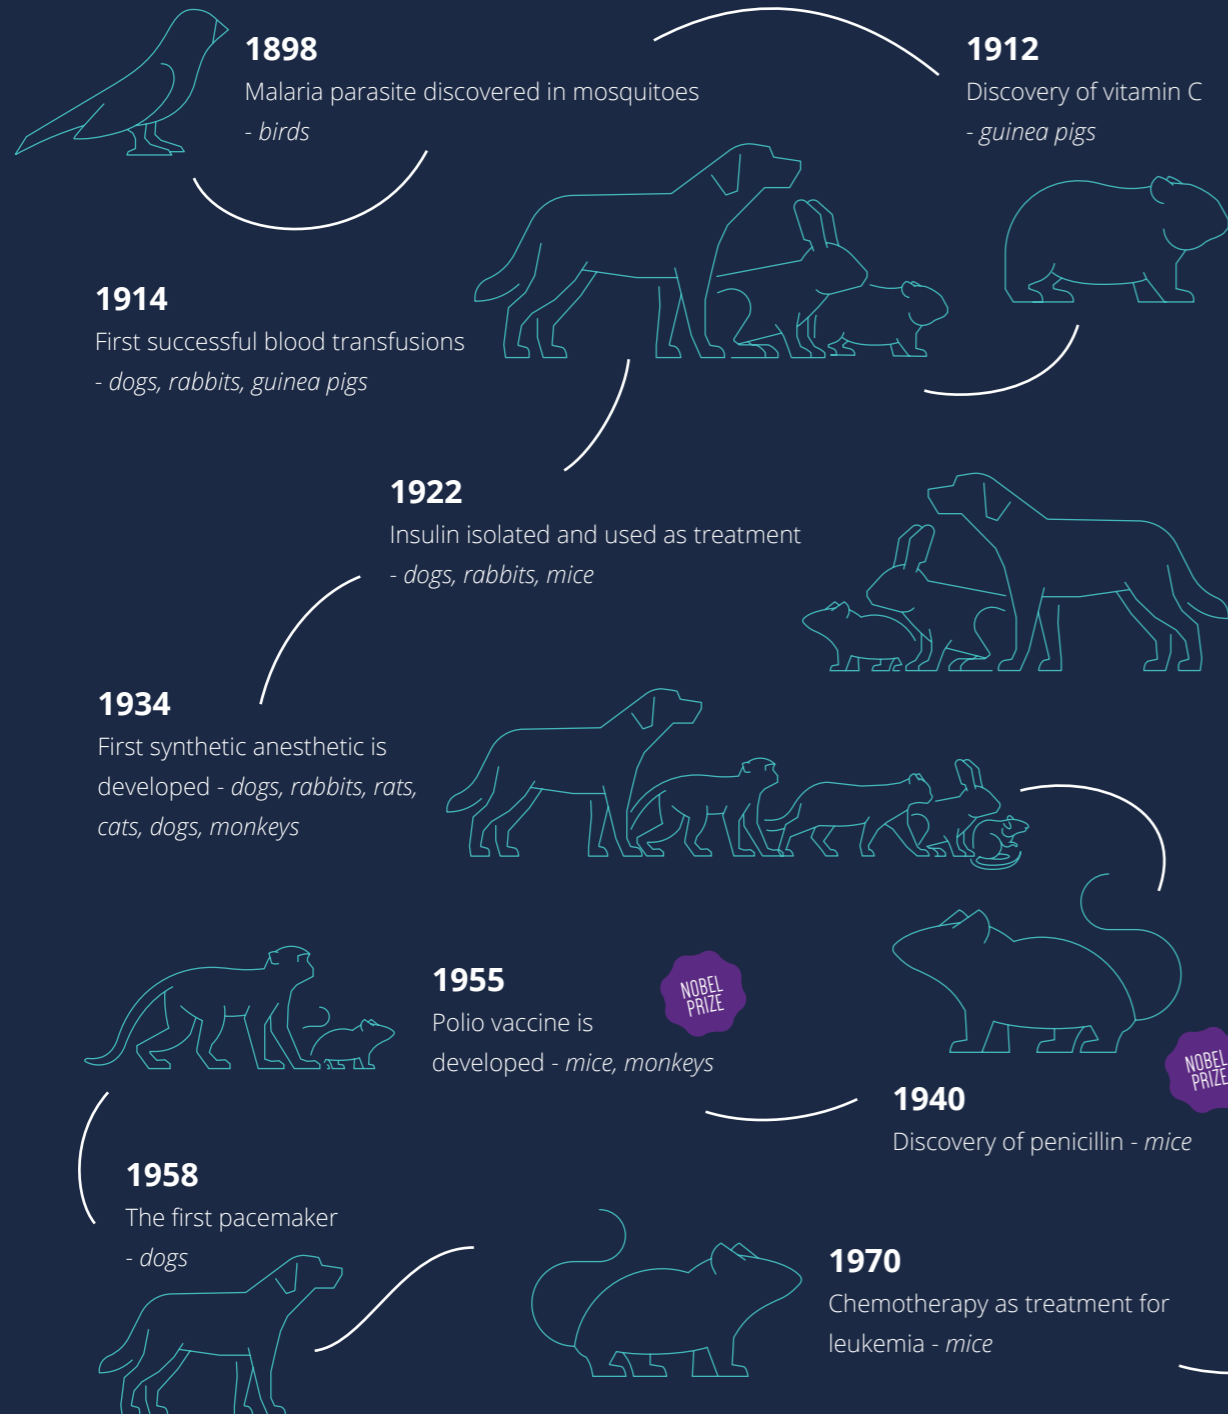 1898
Malaria parasite discovered in mosquitoes
- birds
1912
Discovery of vitamin C
- guinea pigs
1914
First successful blood transfusions
- dogs, rabbits, guinea pigs
1922
Insulin isolated and used as treatment
- dogs, rabbits, mice
1934
First synthetic anesthetic is
developed - dogs, rabbits, rats,
cats, dogs, monkeys
1940
Discovery of penicillin - mice
NOBEL
PRIZE
1955
Polio vaccine is
developed - mice, monkeys
NOBEL
PRIZE
1958
The first pacemaker
- dogs
1970
Chemotherapy as treatment for
leukemia - mice